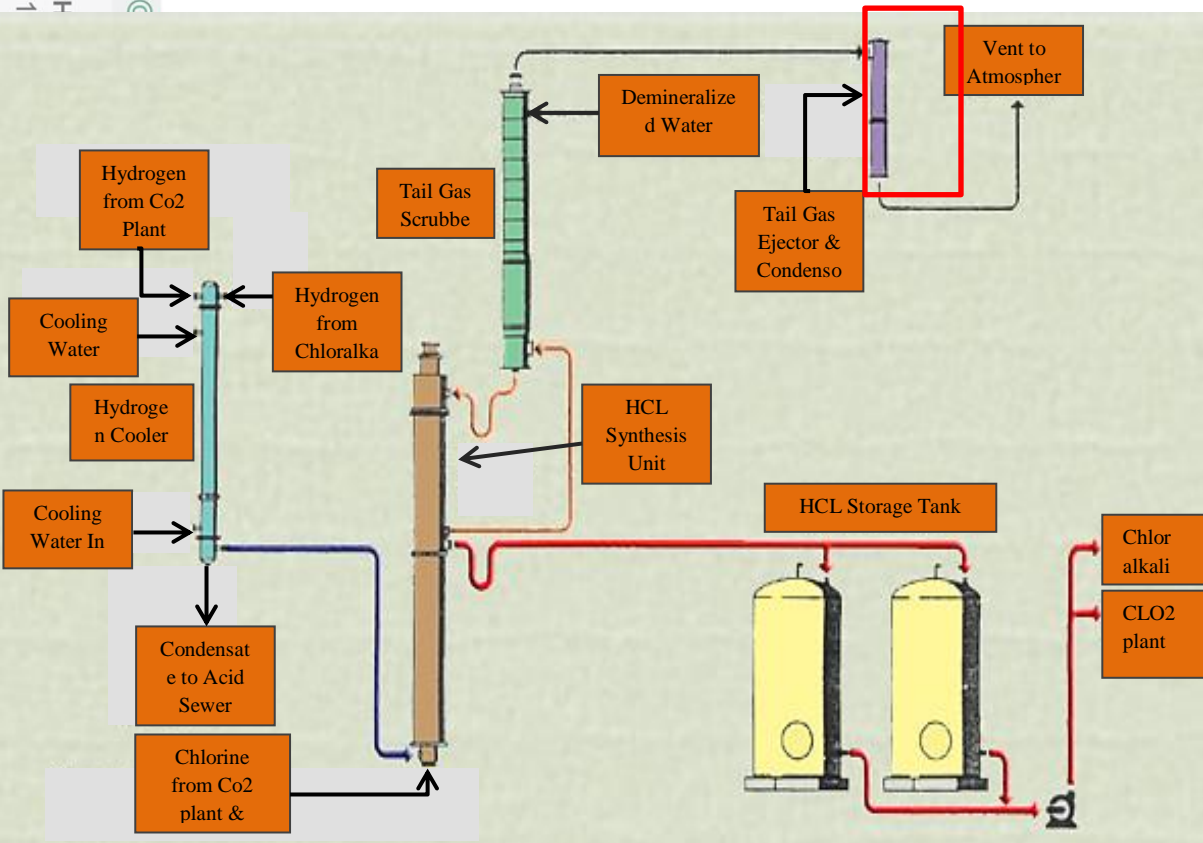 Vent to
Atmospher
Demineralize
d Water
Hydrogen
from Co2
Plant
Tail Gas
Scrubbe
Tail Gas
Ejector &
Condenso
Hydrogen
from
Chloralka
Cooling
Water
Hydroge
n Cooler
HCL
Synthesis
Unit
Cooling
Water In
HCL Storage Tank
Chlor
alkali
CLO2
plant
Condensat
e to Acid
Sewer
Chlorine
from Co2
plant &